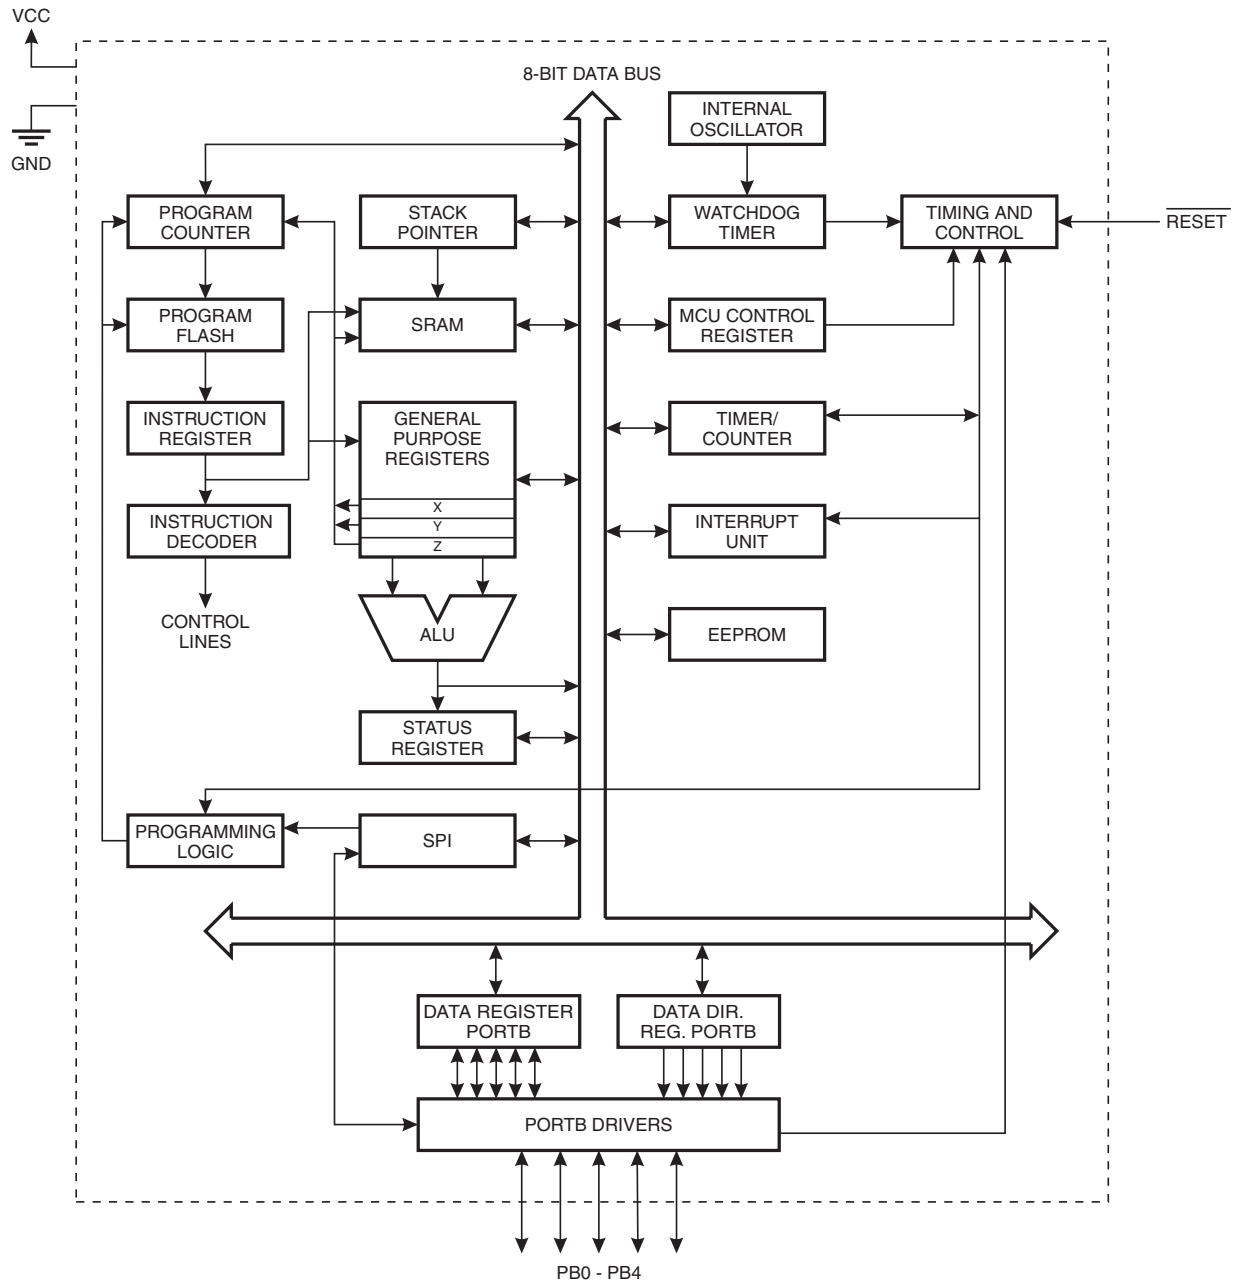 VCC
GND
8-BIT DATA BUS
INTERNAL
OSCILLATOR
PROGRAM
COUNTER
STACK
POINTER
WATCHDOG
TIMER
TIMING AND
CONTROL
RESET
PROGRAM
FLASH
SRAM
MCU CONTROL
REGISTER
INSTRUCTION
REGISTER
GENERAL
PURPOSE
REGISTERS
X
Y
Z
TIMER/
COUNTER
INSTRUCTION
DECODER
INTERRUPT
UNIT
CONTROL
LINES
ALU
EEPROM
STATUS
REGISTER
PROGRAMMING
LOGIC
SPI
DATA REGISTER
PORTB
DATA DIR.
REG. PORTB
PORTB DRIVERS
PB0 - PB4